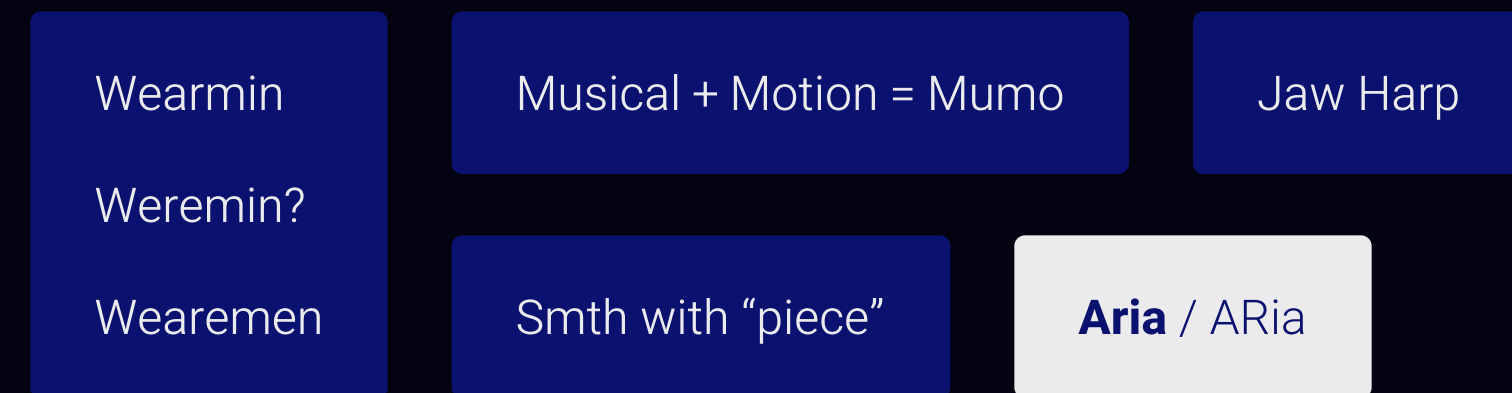 Wearmin
Weremin?
Wearemen
Musical + Motion = Mumo
Jaw Harp
Smth with “piece”
Aria / ARia